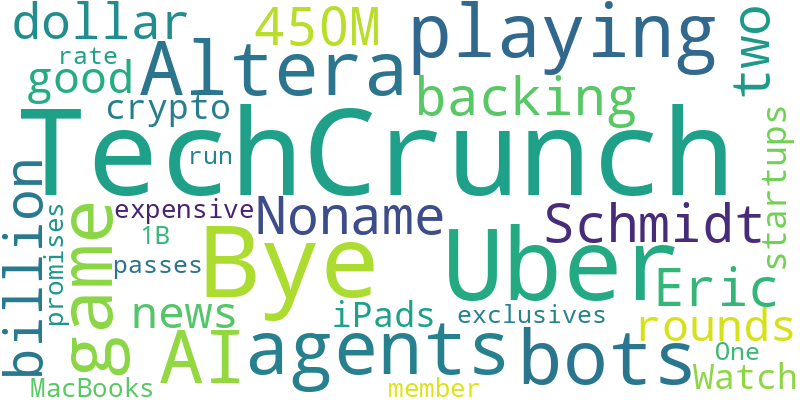 dollar
450M
playing
two
rate
good
Altera
crypto
backing
TechCrunch
run
startups
billion
promises
expensive
Noname
Schmidt
game
1B
Bye
Uber
passes
Eric
news
iPads
exclusives
rounds
AI
agents
bots
One
Watch
MacBooks
member